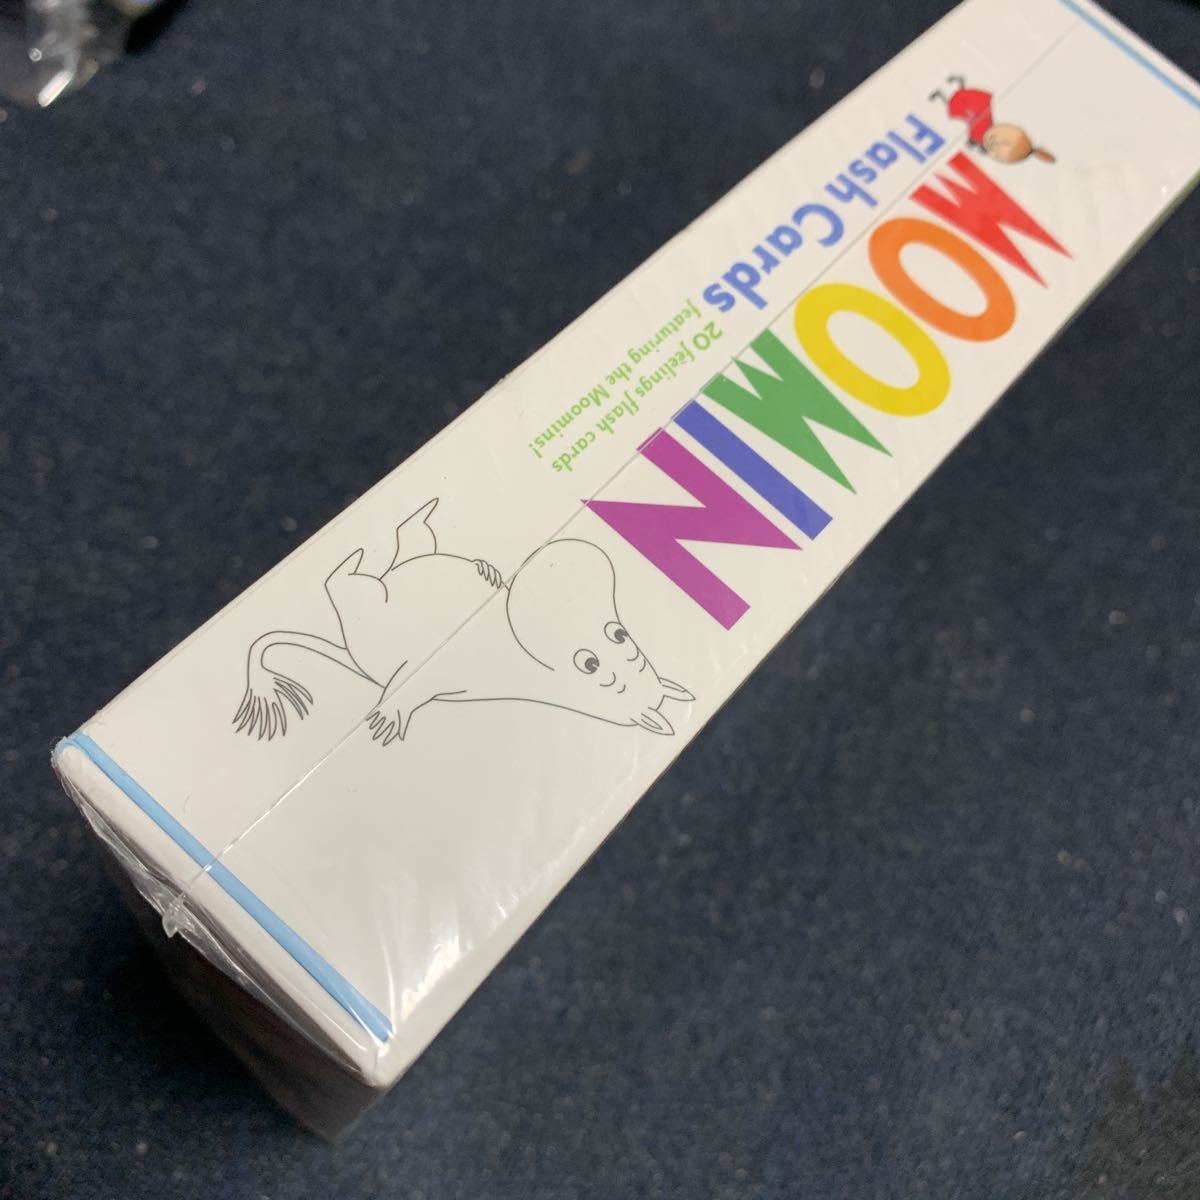 MOOMIN
Flash Cards
20 feelings flash cards
featuring the Moomins!